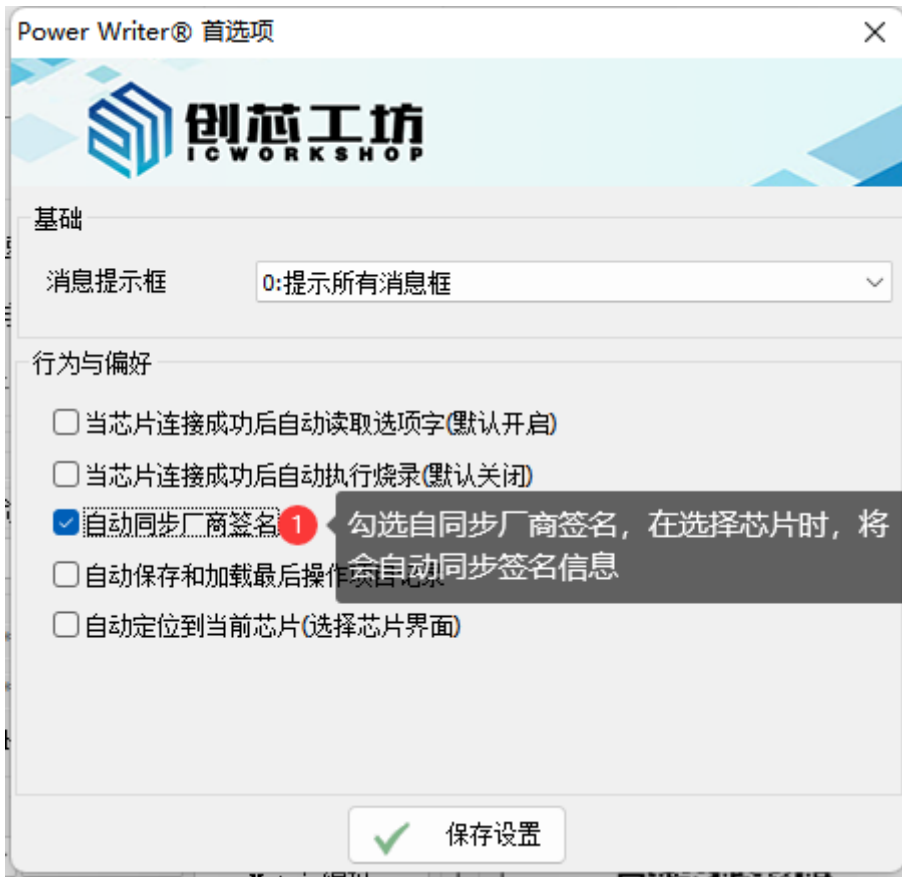 Power Writer® 首选项
创芯工坊
ICWORKSHOP
基础
消息提示框
0:提示所有消息框
行为与偏好
当芯片连接成功后自动读取选项字(默认开启)
当芯片连接成功后自动执行烧录(默认关闭)
自动同步厂商签名
1
勾选自同步厂商签名，在选择芯片时，将
会自动同步签名信息
自动保存和加载最后操作项目记录
自动定位到当前芯片(选择芯片界面)
保存设置